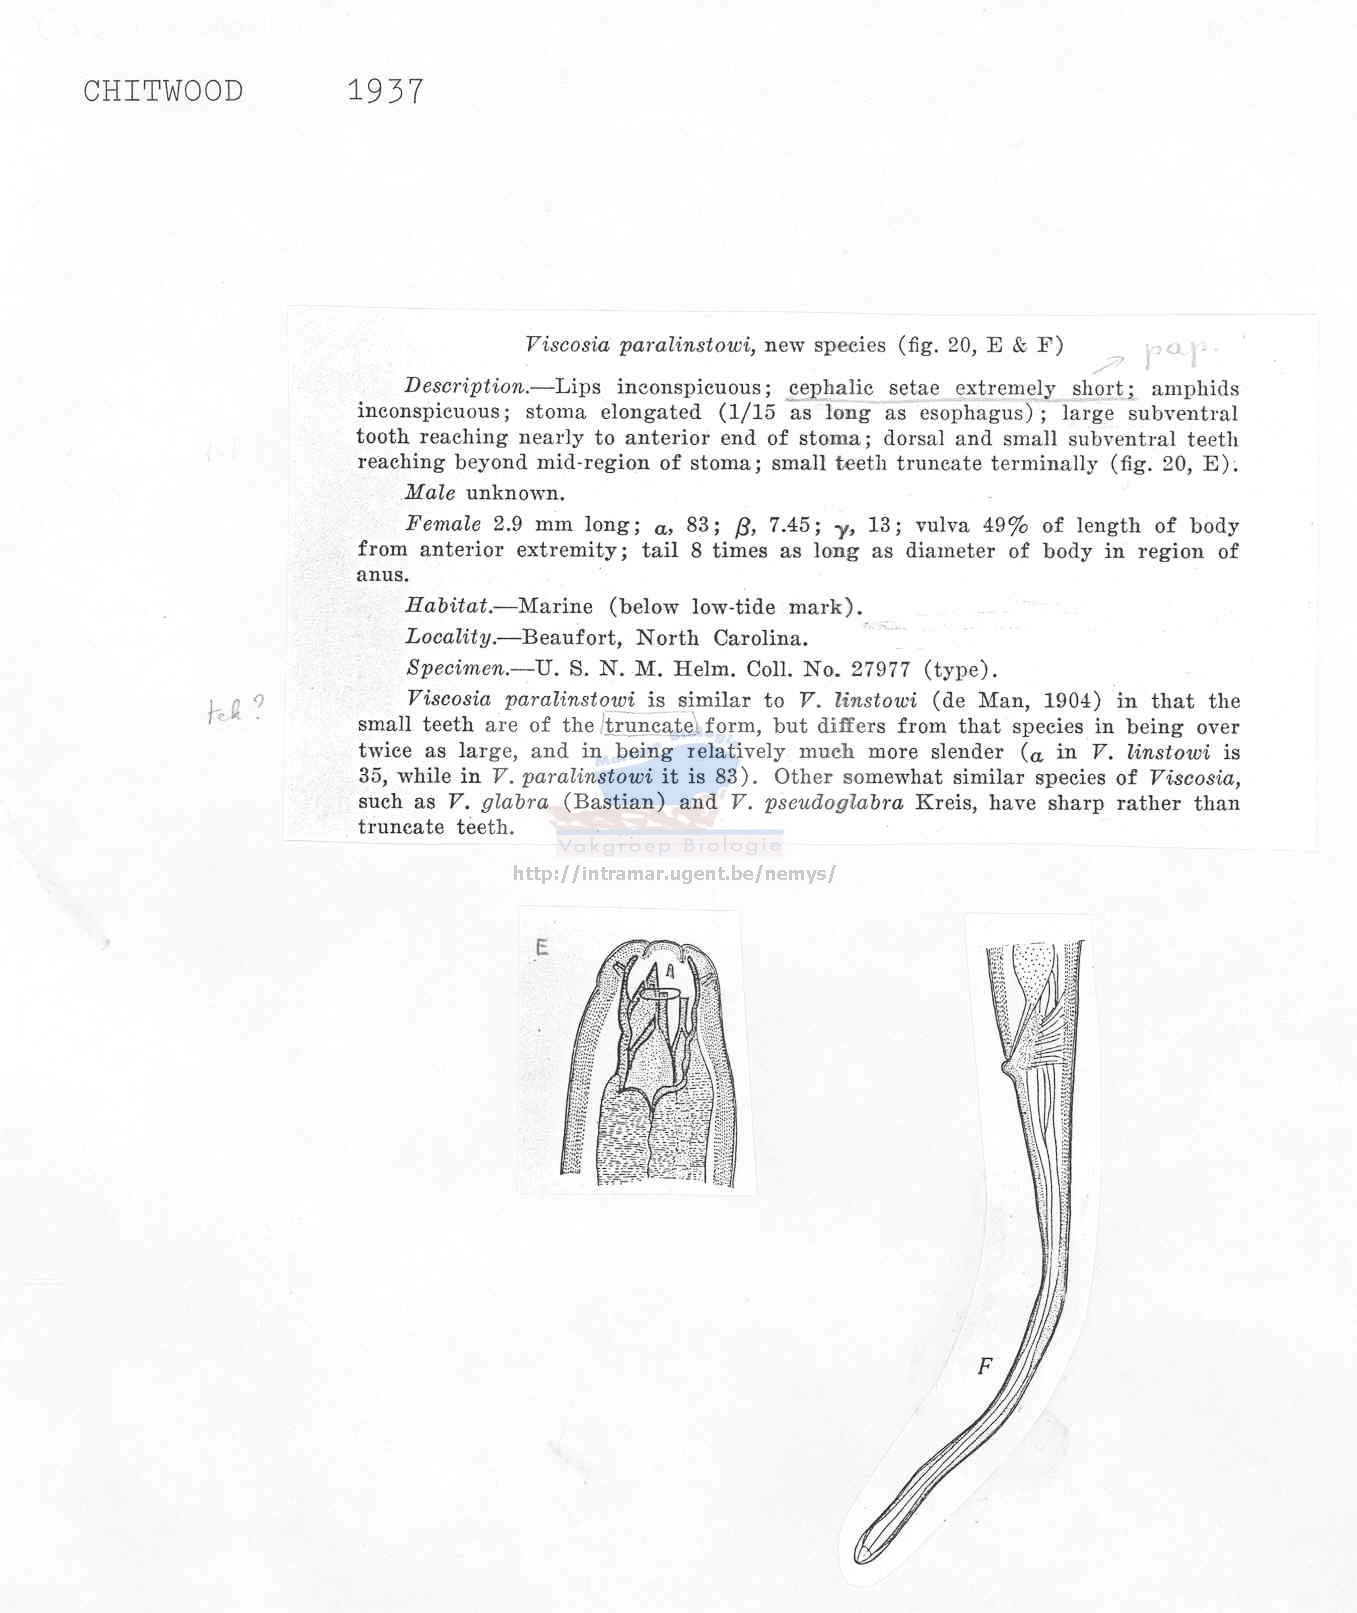 CHITWOOD 1937
Viscosia paralinstowi, new species (fig. 20, E & F)
pap.
Description.—Lips inconspicuous; cephalic setae extremely short; amphids
inconspicuous; stoma elongated (1/15 as long as esophagus); large subventral
tooth reaching nearly to anterior end of stoma; dorsal and small subventral teeth
reaching beyond mid-region of stoma; small teeth truncate terminally (fig. 20, E).
Male unknown.
Female 2.9 mm long; α, 83; β, 7.45; γ, 13; vulva 49% of length of body
from anterior extremity; tail 8 times as long as diameter of body in region of
anus.
Habitat.—Marine (below low-tide mark).
Locality.—Beaufort, North Carolina.
Specimen.—U. S. N. M. Helm. Coll. No. 27977 (type).
tek?
Viscosia paralinstowi is similar to V. linstowi (de Man, 1904) in that the
small teeth are of the truncate form, but differs from that species in being over
twice as large, and in being relatively much more slender (α in V. linstowi is
35, while in V. paralinstowi it is 83). Other somewhat similar species of Viscosia,
such as V. glabra (Bastian) and V. pseudoglabra Kreis, have sharp rather than
truncate teeth.
Vakgroep Biologie
http://intramar.ugent.be/nemys/
E
F